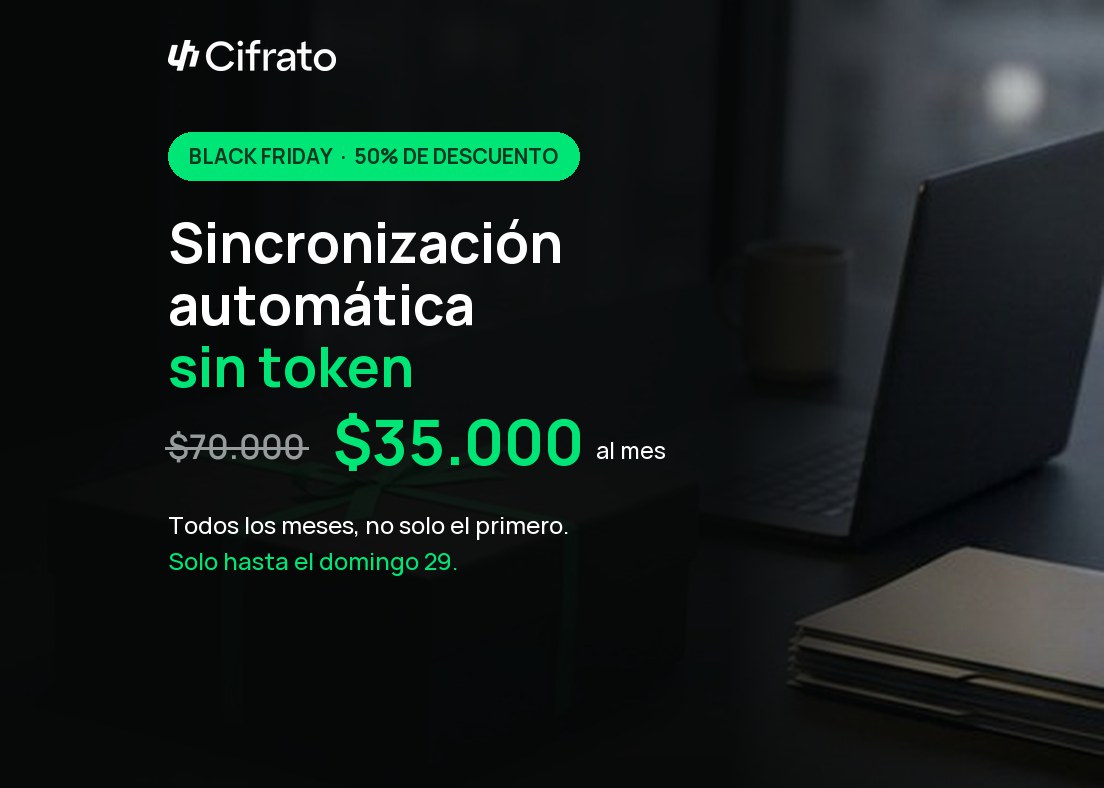 Cifrato
BLACK FRIDAY · 50% DE DESCUENTO
Sincronización
automática
sin token
$70.000 $35.000 al mes
Todos los meses, no solo el primero.
Solo hasta el domingo 29.